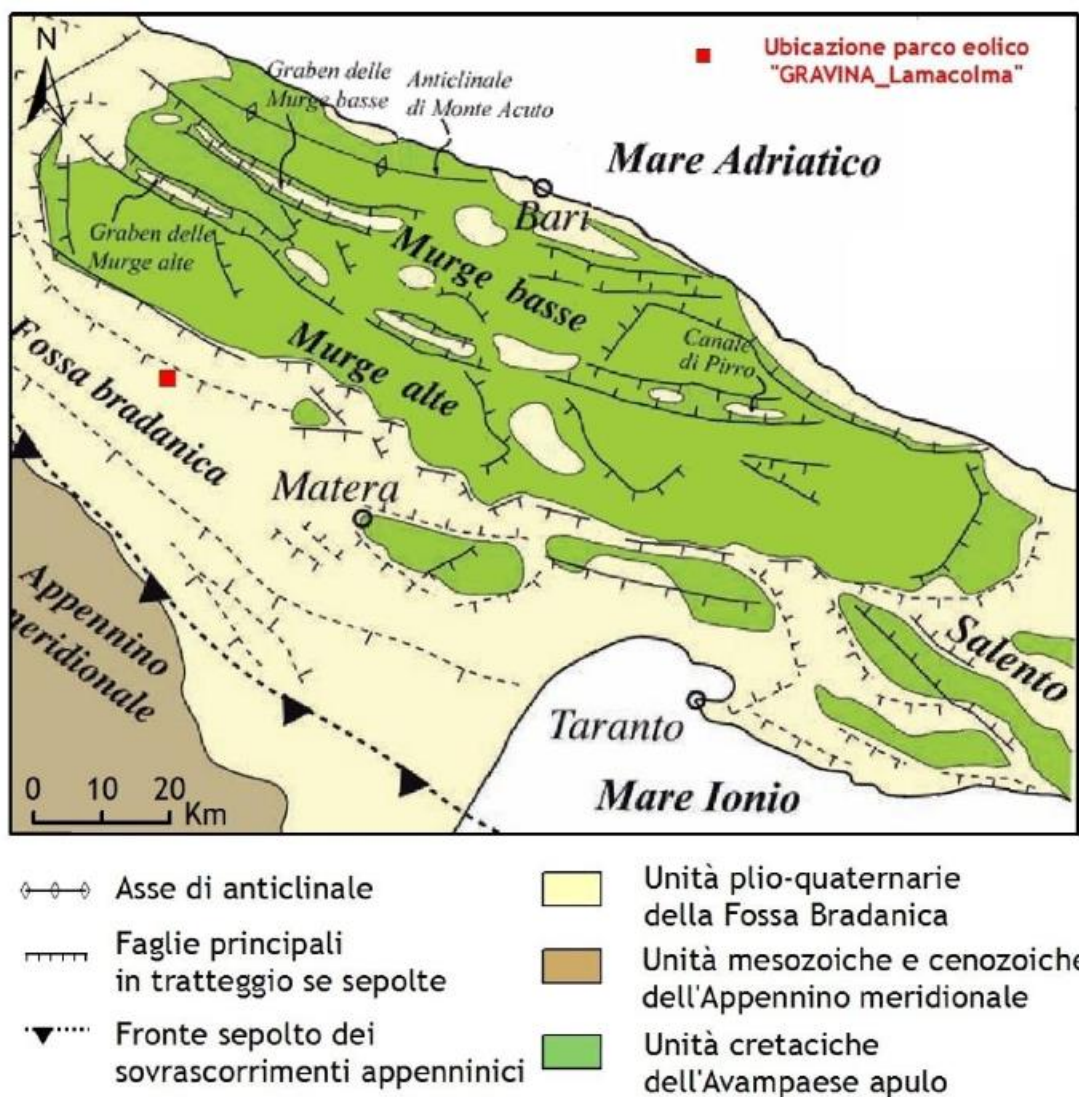 N
Graben delle
Murge basse
Anticlinale
di Monte Acuto
Ubicazione parco eolico
"GRAVINA_Lamacolma"
Mare Adriatico
Bari
Graben delle
Murge alte
Murge basse
Canale
di Pirro
Fossa bradanica
Murge alte
Matera
Appennino
meridionale
Salento
Taranto
Mare Ionio
0 10 20
Km
Asse di anticlinale
Faglie principali
in tratteggio se sepolte
Fronte sepolto dei
sovrascorrimenti appenninici
Unità plio-quaternarie
della Fossa Bradanica
Unità mesozoiche e cenozoiche
dell'Appennino meridionale
Unità cretaciche
dell'Avampaese apulo